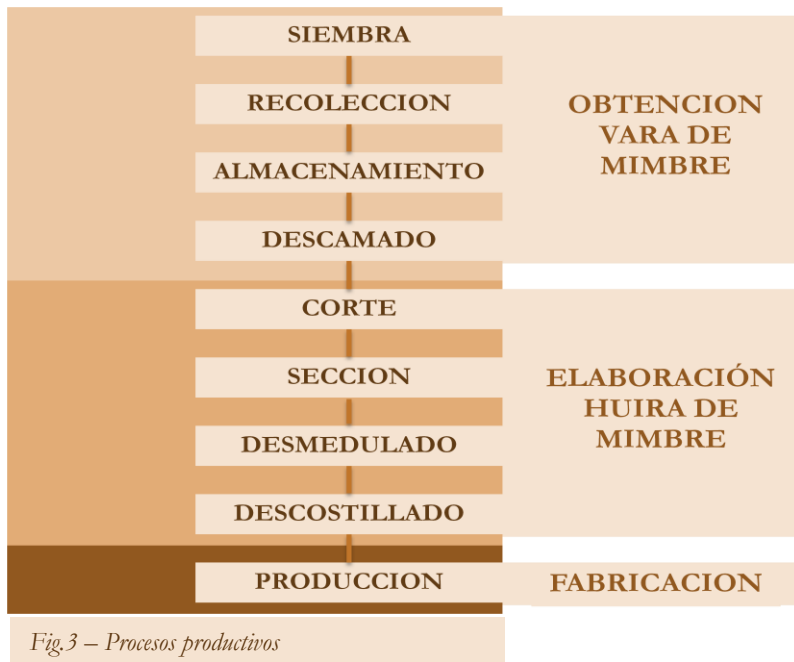 SIEMBRA
RECOLECCION
ALMACENAMIENTO
DESCAMADO
OBTENCION
VARA DE
MIMBRE
CORTE
SECCION
DESMEDULADO
DESCOSTILLADO
ELABORACIÓN
HUIRA DE
MIMBRE
PRODUCCION
FABRICACION
Fig.3 – Procesos productivos